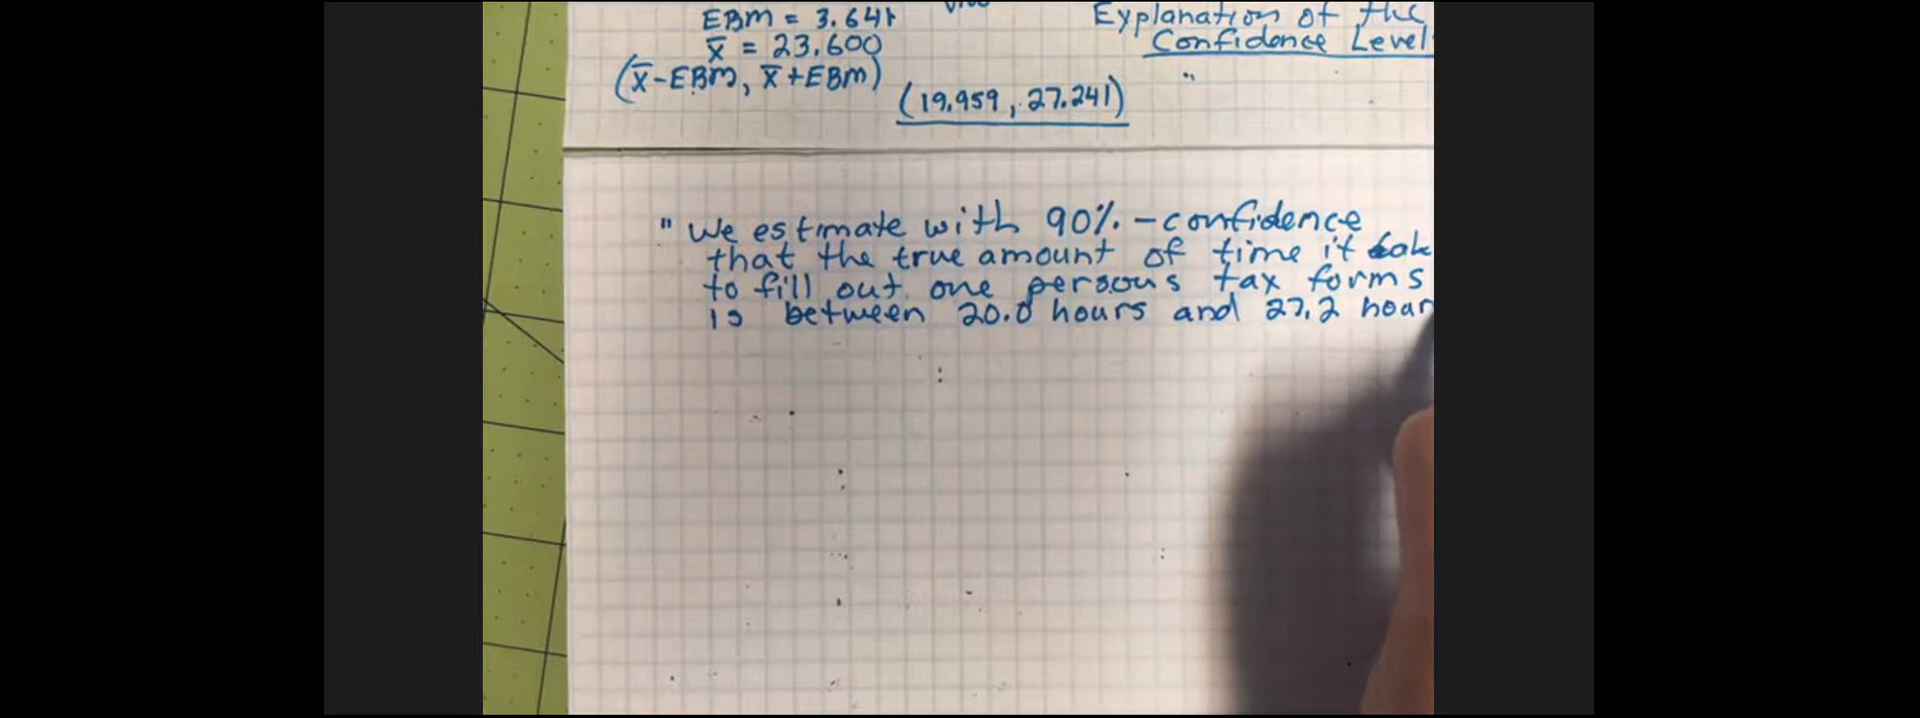 EBM = 3.641
x̄ = 23.600
(x̄-EBM, x̄+EBM)
(19.959, 27.241)
Explanation of the
Confidence Level
"
"We estimate with 90% -confidence
that the true amount of time it
to fill out one persons tax forms
is between 20.0 hours and 27.2 hour